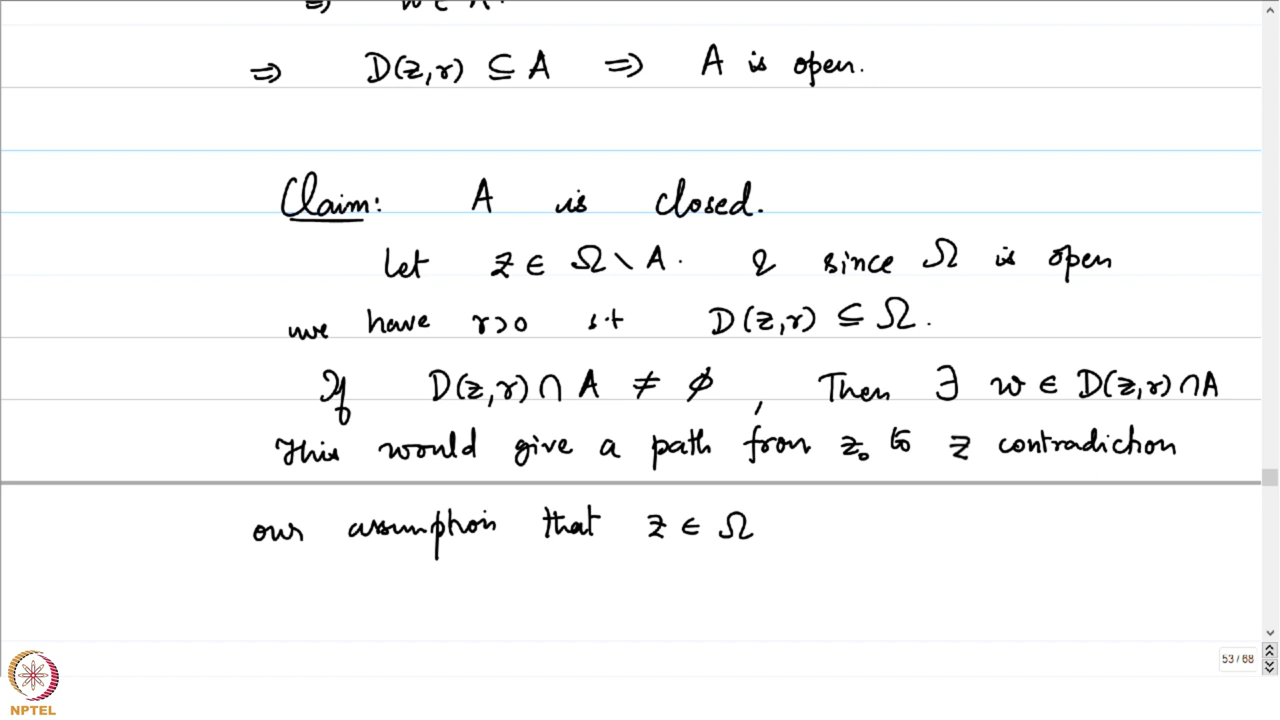 ⇒ w ∈ A.
⇒ D(z,r) ⊆ A ⇒ A is open.
Claim: A is closed.
Let z ∈ Ω \ A. & since Ω is open
we have r>0 st D(z,r) ⊆ Ω.
If D(z,r) ∩ A ≠ φ, Then ∃ w ∈ D(z,r) ∩ A
This would give a path from z₀ to z contradiction
our assumption that z ∈ Ω
53 / 68
NPTEL